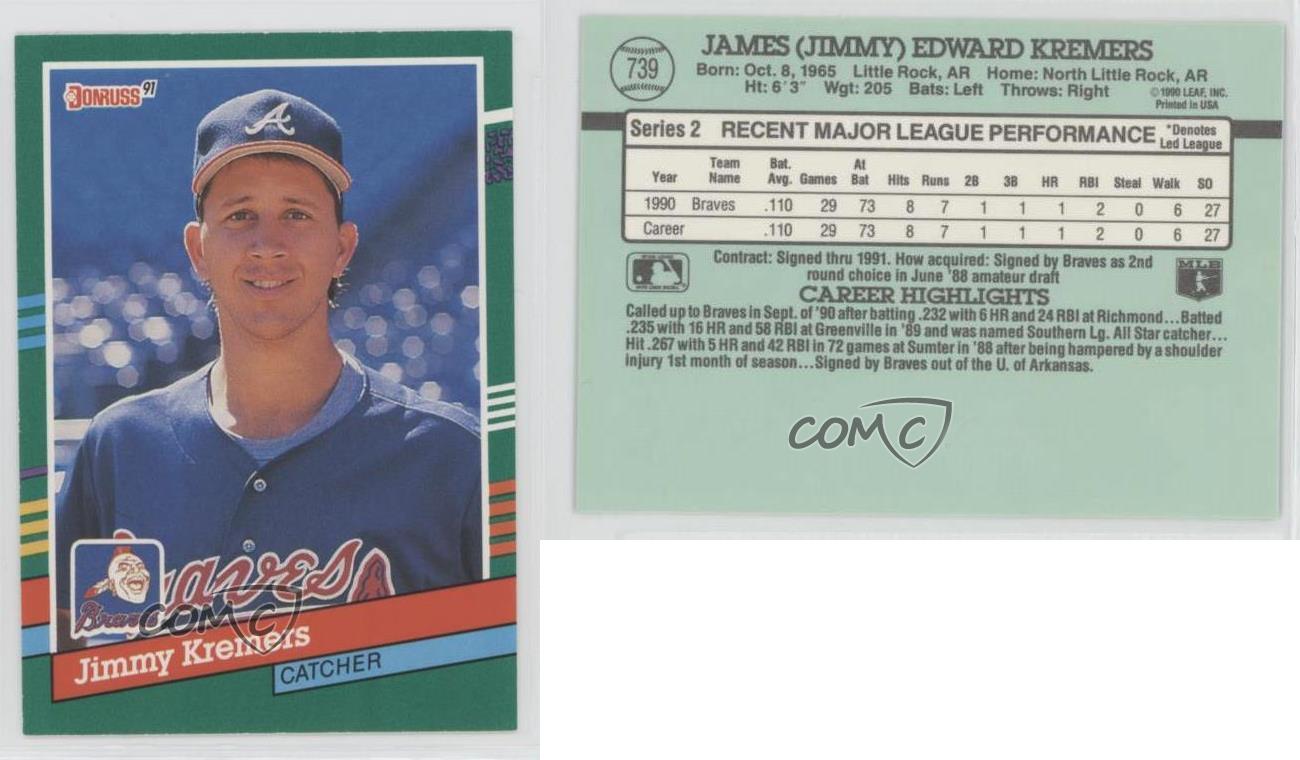 DONRUSS 91
A
Braves
Braves
COMC
Jimmy Kremers
CATCHER
739
JAMES (JIMMY) EDWARD KREMERS
Born: Oct. 8, 1965 Little Rock, AR Home: North Little Rock, AR
Ht: 6' 3" Wgt: 205 Bats: Left Throws: Right
© 1990 LEAF, INC.
Printed in USA
Series 2 RECENT MAJOR LEAGUE PERFORMANCE *Denotes Led League
Year Team Name Bat. Avg. Games At Bat Hits Runs 2B 3B HR RBI Steal Walk SO
1990 Braves .110 29 73 8 7 1 1 1 2 0 6 27
Career .110 29 73 8 7 1 1 1 2 0 6 27
Contract: Signed thru 1991. How acquired: Signed by Braves as 2nd
round choice in June '88 amateur draft
MLB
CAREER HIGHLIGHTS
Called up to Braves in Sept. of '90 after batting .232 with 6 HR and 24 RBI at Richmond...Batted
.235 with 16 HR and 58 RBI at Greenville in '89 and was named Southern Lg. All Star catcher...
Hit .267 with 5 HR and 42 RBI in 72 games at Sumter in '88 after being hampered by a shoulder
injury 1st month of season...Signed by Braves out of the U. of Arkansas.
COMC